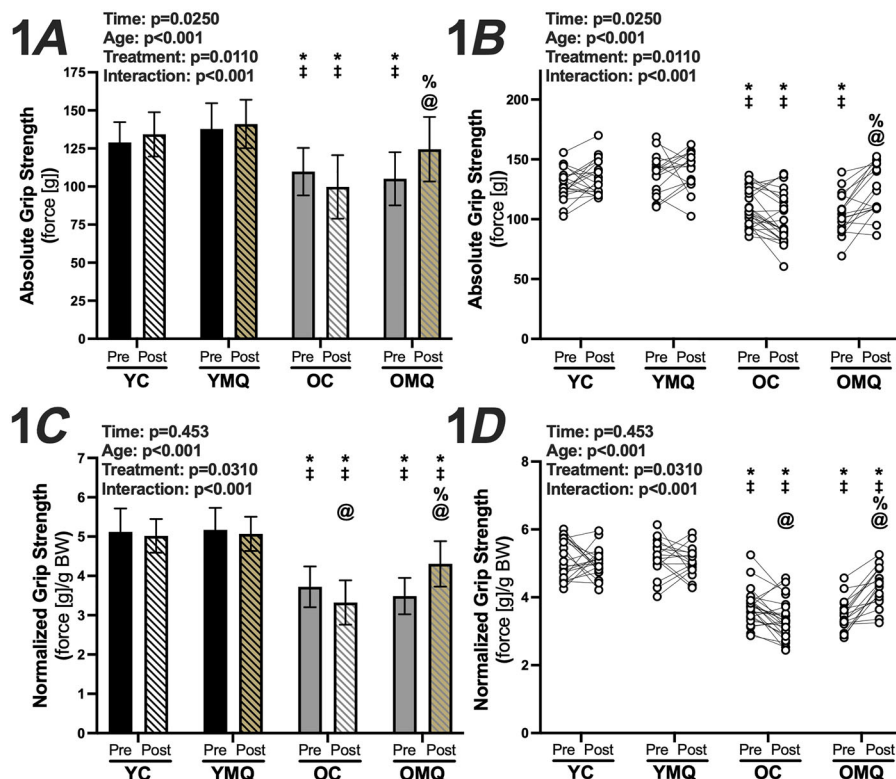 1A
Time: p=0.0250
Age: p<0.001
Treatment: p=0.0110
Interaction: p<0.001
Absolute Grip Strength
(force [g])
175
150
125
100
75
50
25
0
* * *
‡ ‡ ‡
%
@
Pre Post Pre Post Pre Post Pre Post
YC YMQ OC OMQ
1B
Time: p=0.0250
Age: p<0.001
Treatment: p=0.0110
Interaction: p<0.001
Absolute Grip Strength
(force [g])
200
150
100
50
0
* * *
‡ ‡ ‡
%
@
Pre Post Pre Post Pre Post Pre Post
YC YMQ OC OMQ
1C
Time: p=0.453
Age: p<0.001
Treatment: p=0.0310
Interaction: p<0.001
Normalized Grip Strength
(force [g]/g BW)
7
6
5
4
3
2
1
0
* * * *
‡ ‡ ‡ ‡
%
@ @
Pre Post Pre Post Pre Post Pre Post
YC YMQ OC OMQ
1D
Time: p=0.453
Age: p<0.001
Treatment: p=0.0310
Interaction: p<0.001
Normalized Grip Strength
(force [g]/g BW)
8
6
4
2
0
* * * *
‡ ‡ ‡ ‡
%
@ @
Pre Post Pre Post Pre Post Pre Post
YC YMQ OC OMQ